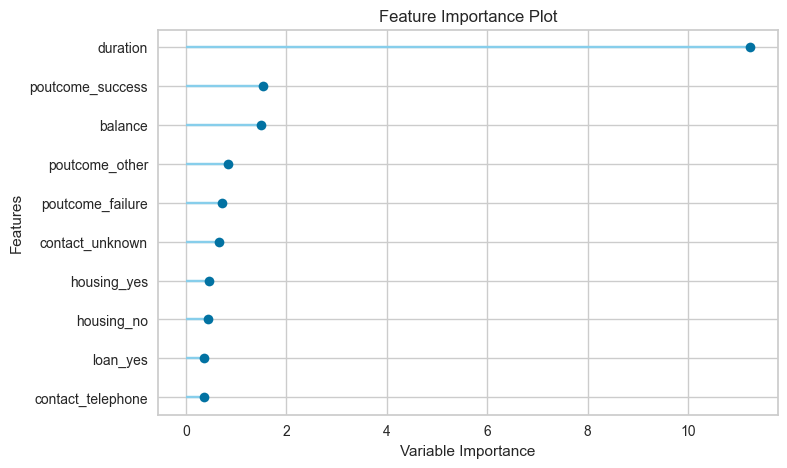 Feature Importance Plot
duration
poutcome_success
balance
poutcome_other
poutcome_failure
contact_unknown
housing_yes
housing_no
loan_yes
contact_telephone
Features
0 2 4 6 8 10
Variable Importance